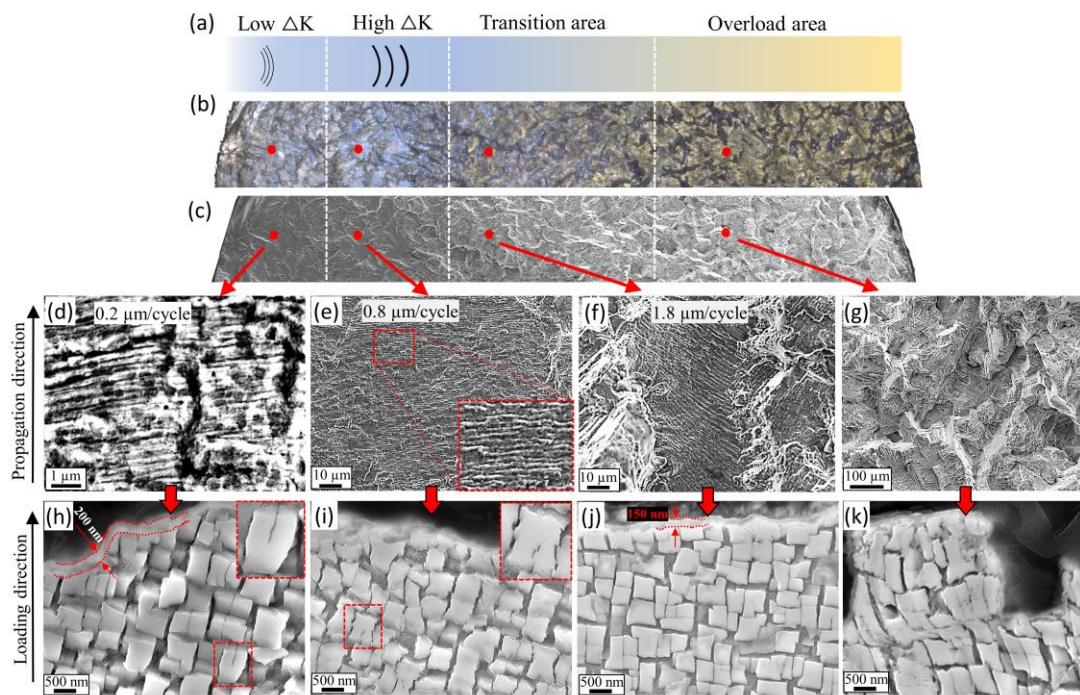 (a) Low △K High △K Transition area Overload area
(b)
(c)
Propagation direction
(d) 0.2 µm/cycle
1 µm
(e) 0.8 µm/cycle
10 µm
(f) 1.8 µm/cycle
10 µm
(g)
100 µm
Loading direction
(h) 200 nm
500 nm
(i)
500 nm
(j) 150 nm
500 nm
(k)
500 nm